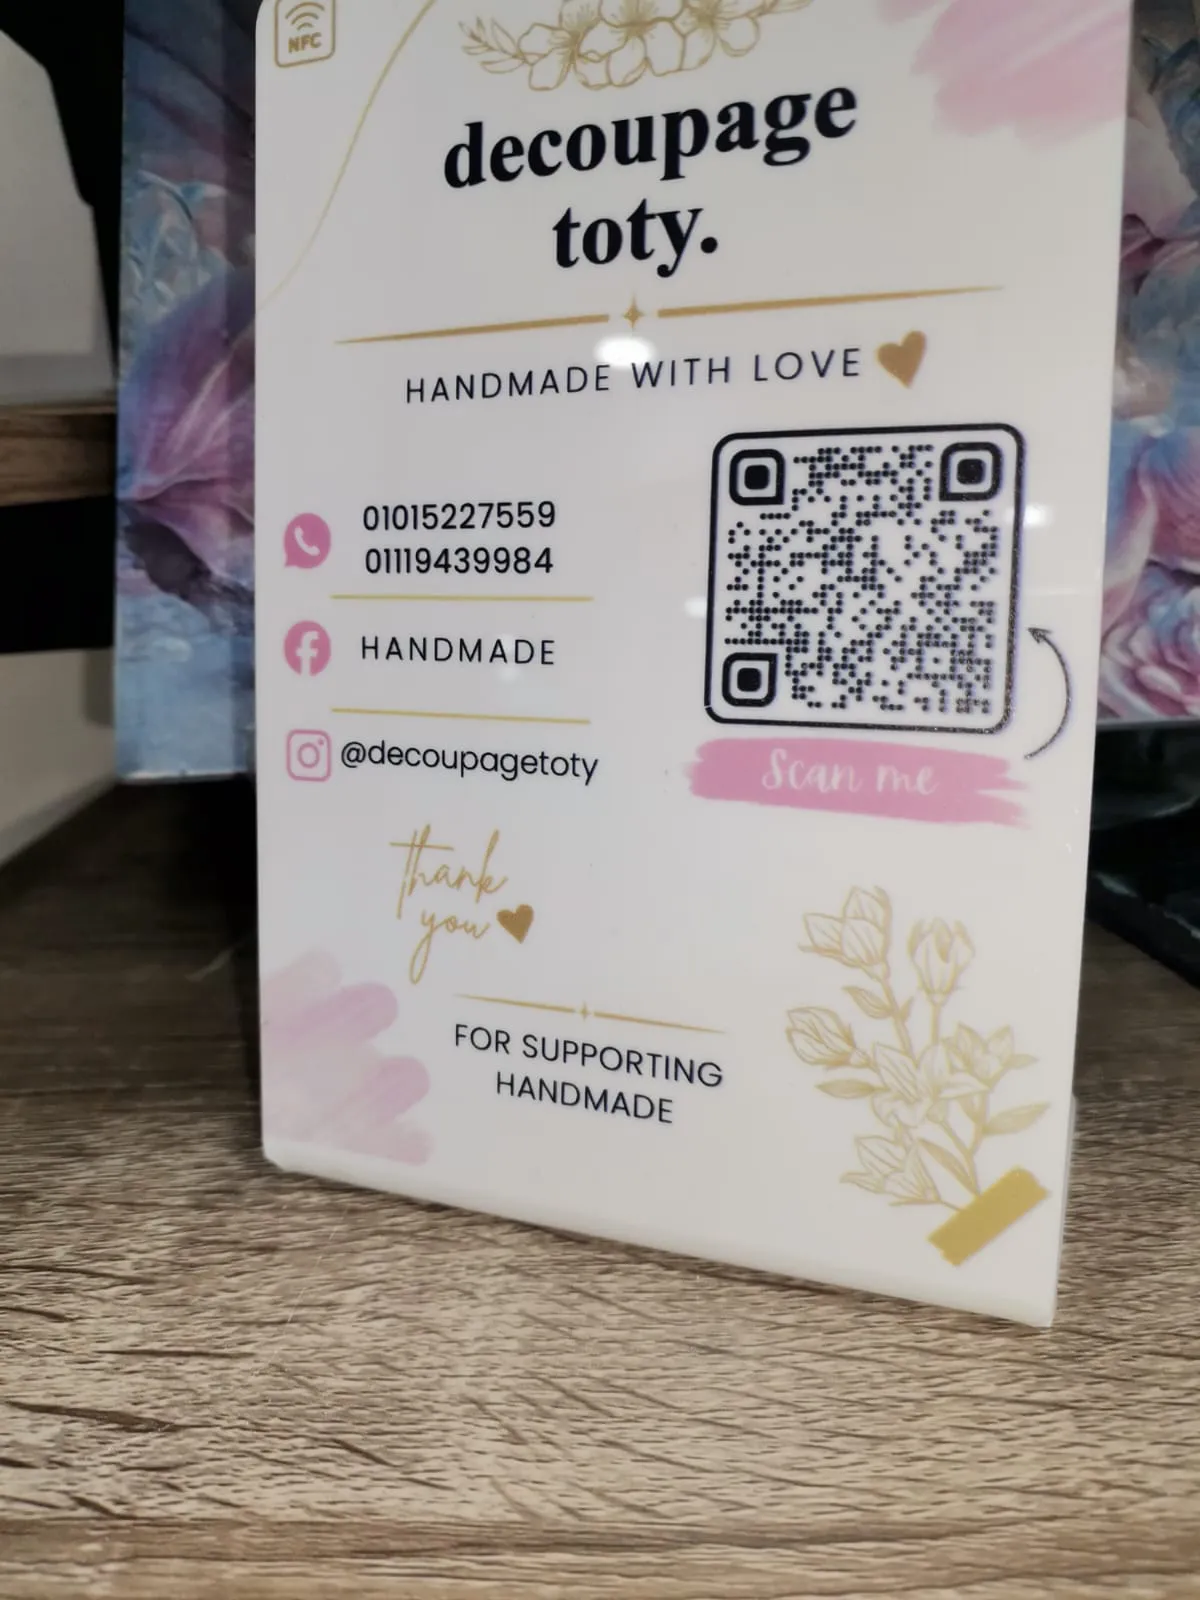 NFC
decoupage
toty.
HANDMADE WITH LOVE
01015227559
01119439984
HANDMADE
@decoupagetoty
Scan me
thank
you
FOR SUPPORTING
HANDMADE